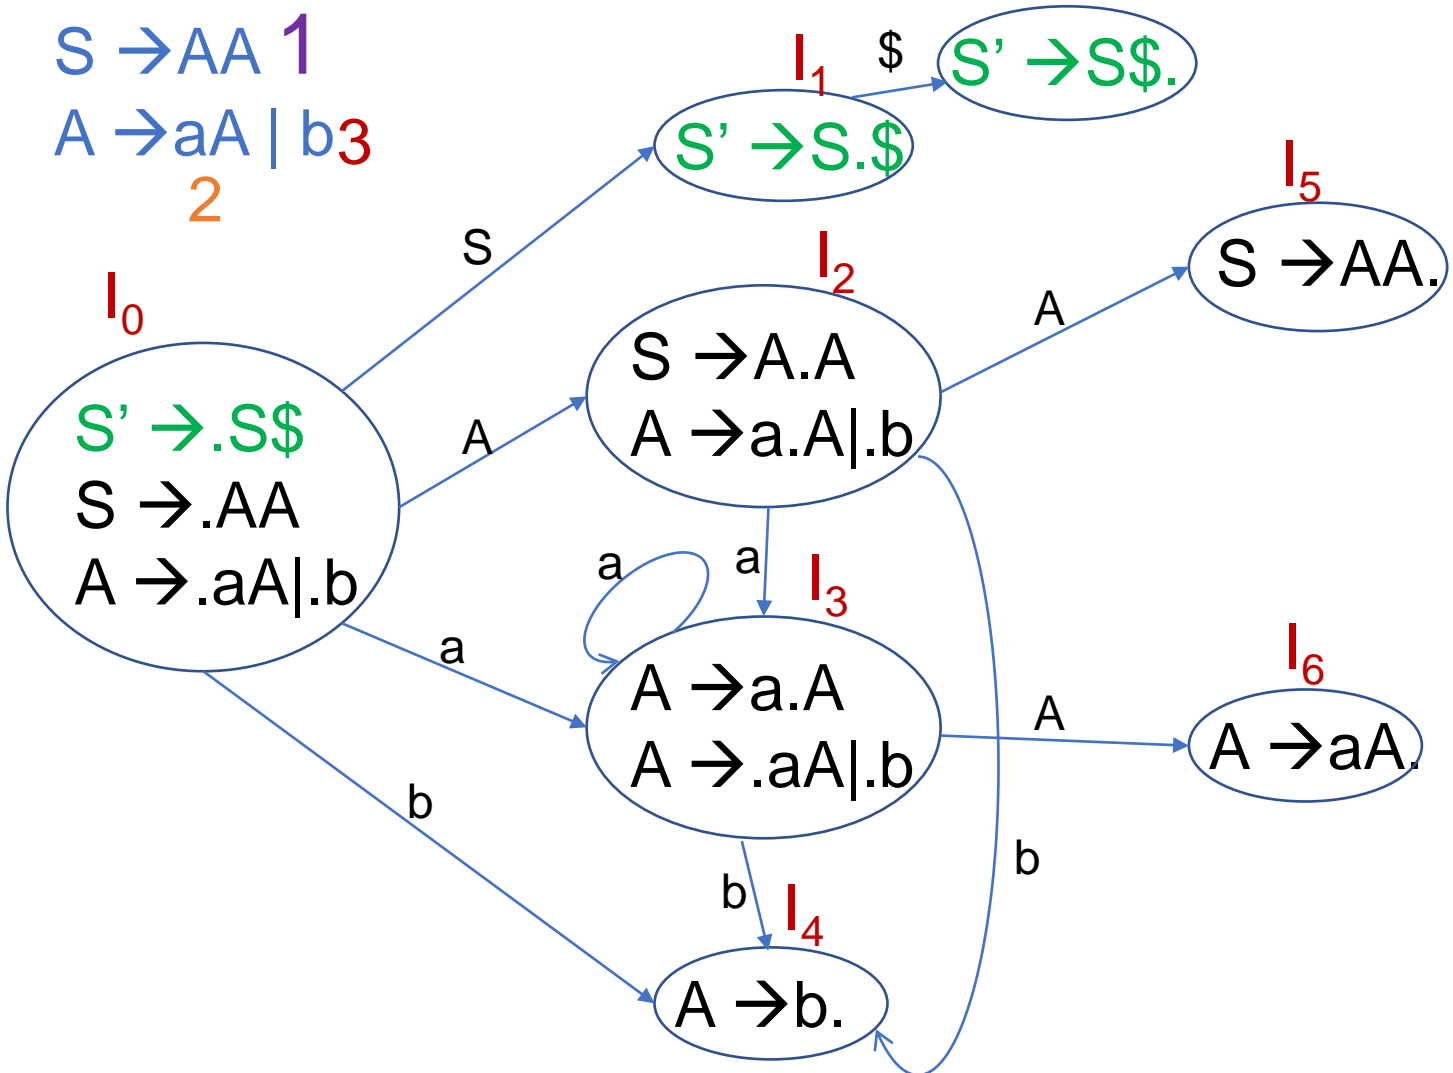 S →AA 1
A →aA | b3
2
I0
S' →.S$
S →.AA
A →.aA|.b
S
A
a
b
I1
S' →S.$
$
S' →S$.
I2
S →A.A
A →a.A|.b
A
a
b
I5
S →AA.
a
I3
A →a.A
A →.aA|.b
A
b
I6
A →aA.
I4
A →b.